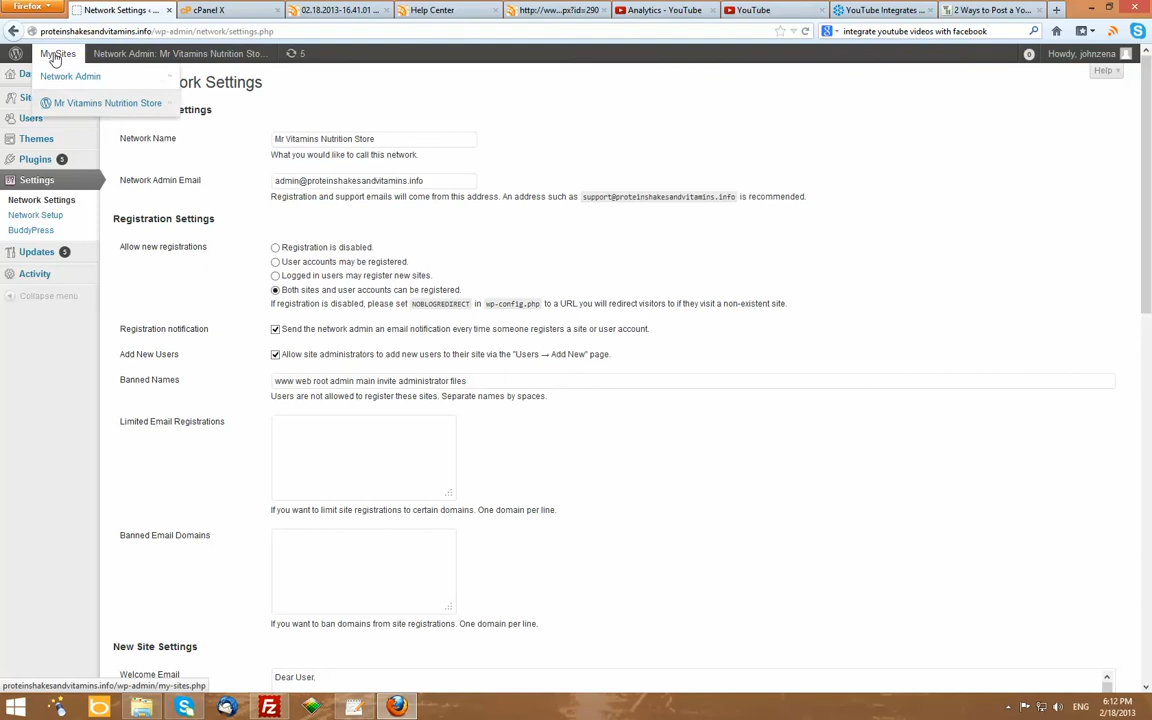 Firefox
Network Settings ‹ ...
cPanel X
02.18.2013-16.41.01 ...
Help Center
http://www....px?id=290
Analytics - YouTube
YouTube
YouTube Integrates ...
2 Ways to Post a Yo...
proteinshakesandvitamins.info/wp-admin/network/settings.php
integrate youtube videos with facebook
My Sites
Network Admin: Mr Vitamins Nutrition Sto...
5
0
Howdy, johnzena
Network Admin
Mr Vitamins Nutrition Store
Da
Sit
Users
Themes
Plugins 5
Settings
Network Settings
Network Setup
BuddyPress
Updates 5
Activity
Collapse menu
Help
ork Settings
ettings
Network Name
Mr Vitamins Nutrition Store
What you would like to call this network.
Network Admin Email
admin@proteinshakesandvitamins.info
Registration and support emails will come from this address. An address such as support@proteinshakesandvitamins.info is recommended.
Registration Settings
Allow new registrations
Registration is disabled.
User accounts may be registered.
Logged in users may register new sites.
Both sites and user accounts can be registered.
If registration is disabled, please set NOBLOGREDIRECT in wp-config.php to a URL you will redirect visitors to if they visit a non-existent site.
Registration notification
Send the network admin an email notification every time someone registers a site or user account.
Add New Users
Allow site administrators to add new users to their site via the "Users → Add New" page.
Banned Names
www web root admin main invite administrator files
Users are not allowed to register these sites. Separate names by spaces.
Limited Email Registrations
If you want to limit site registrations to certain domains. One domain per line.
Banned Email Domains
If you want to ban domains from site registrations. One domain per line.
New Site Settings
Welcome Email
Dear User,
proteinshakesandvitamins.info/wp-admin/my-sites.php
ENG
6:12 PM
2/18/2013